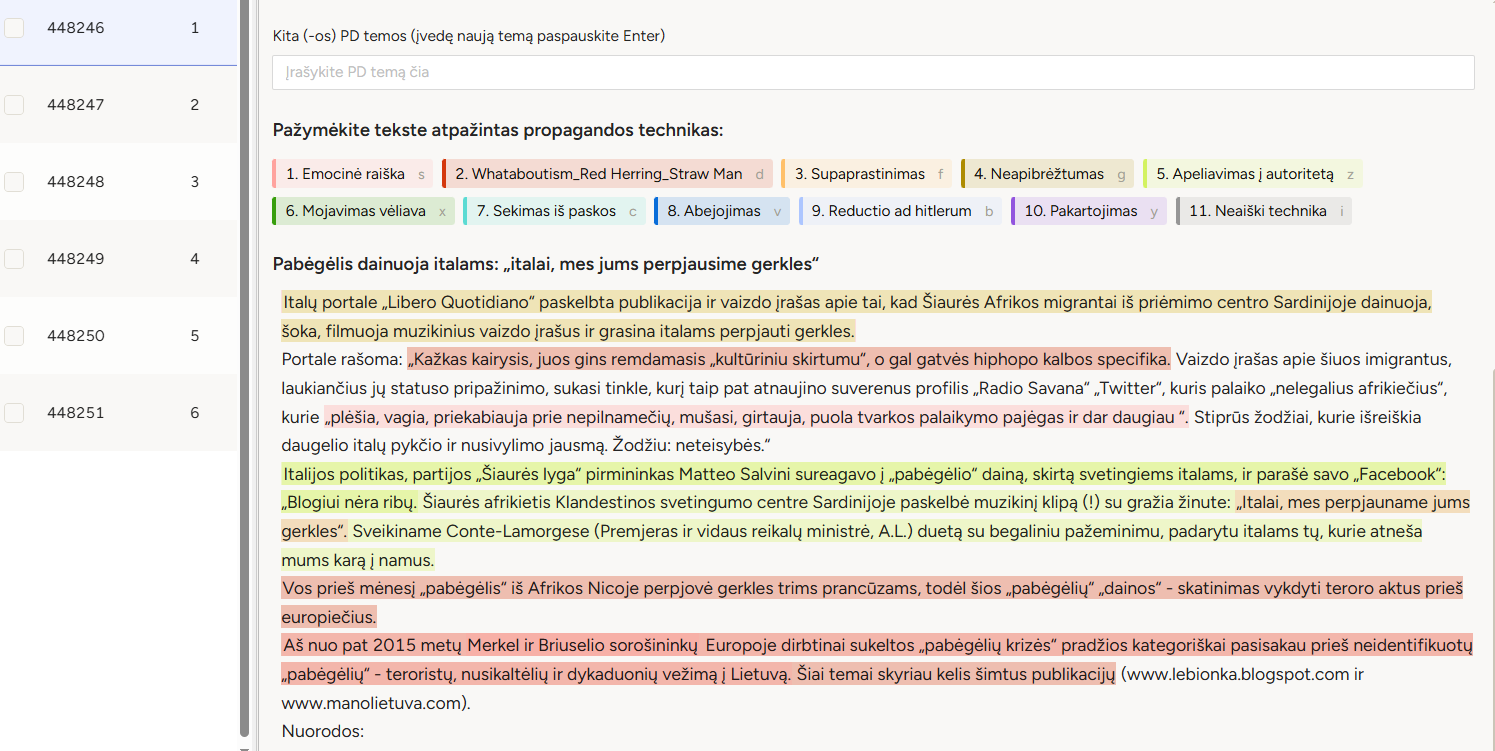 448246 1
448247 2
448248 3
448249 4
448250 5
448251 6
Kita (-os) PD temos (įvedę naują temą paspauskite Enter)
Įrašykite PD temą čia
Pažymėkite tekste atpažintas propagandos technikas:
1. Emocinė raiška s 2. Whataboutism_Red Herring_Straw Man d 3. Supaprastinimas f 4. Neapibrėžtumas g 5. Apeliavimas į autoritetą z
6. Mojavimas vėliava x 7. Sekimas iš paskos c 8. Abejojimas v 9. Reductio ad hitlerum b 10. Pakartojimas y 11. Neaiški technika i
Pabėgėlis dainuoja italams: „italai, mes jums perpjausime gerkles“
Italų portale „Libero Quotidiano“ paskelbta publikacija ir vaizdo įrašas apie tai, kad Šiaurės Afrikos migrantai iš priėmimo centro Sardinijoje dainuoja,
šoka, filmuoja muzikinius vaizdo įrašus ir grasina italams perpjauti gerkles.
Portale rašoma: „Kažkas kairysis, juos gins remdamasis „kultūriniu skirtumu“, o gal gatvės hiphopo kalbos specifika. Vaizdo įrašas apie šiuos imigrantus,
laukiančius jų statuso pripažinimo, sukasi tinkle, kurį taip pat atnaujino suverenus profilis „Radio Savana“ „Twitter“, kuris palaiko „nelegalius afrikiečius“,
kurie „plėšia, vagia, priekabiauja prie nepilnamečių, mušasi, girtauja, puola tvarkos palaikymo pajėgas ir dar daugiau “. Stiprūs žodžiai, kurie išreiškia
daugelio italų pykčio ir nusivylimo jausmą. Žodžiu: neteisybės.“
Italijos politikas, partijos „Šiaurės lyga“ pirmininkas Matteo Salvini sureagavo į „pabėgėlio“ dainą, skirtą svetingiems italams, ir parašė savo „Facebook“:
„Blogiui nėra ribų. Šiaurės afrikietis Klandestinos svetingumo centre Sardinijoje paskelbė muzikinį klipą (!) su gražia žinute: „Italai, mes perpjauname jums
gerkles“. Sveikiname Conte-Lamorgese (Premjeras ir vidaus reikalų ministrė, A.L.) duetą su begaliniu pažeminimu, padarytu italams tų, kurie atneša
mums karą į namus.
Vos prieš mėnesį „pabėgėlis“ iš Afrikos Nicoje perpjovė gerkles trims prancūzams, todėl šios „pabėgėlių“ „dainos“ - skatinimas vykdyti teroro aktus prieš
europiečius.
Aš nuo pat 2015 metų Merkel ir Briuselio sorošininkų Europoje dirbtinai sukeltos „pabėgėlių krizės“ pradžios kategoriškai pasisakau prieš neidentifikuotų
„pabėgėlių“ - teroristų, nusikaltėlių ir dykaduonių vežimą į Lietuvą. Šiai temai skyriau kelis šimtus publikacijų (www.lebionka.blogspot.com ir
www.manolietuva.com).
Nuorodos: